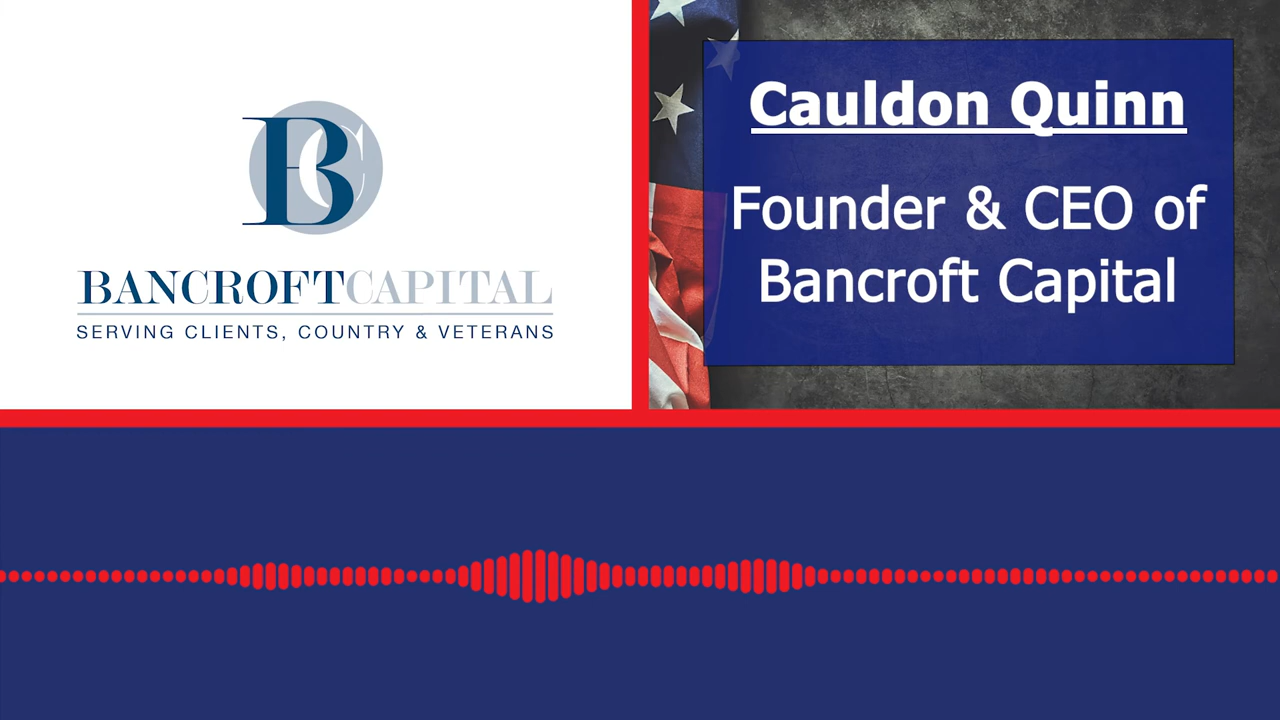 BC
BANCROFTCAPITAL
SERVING CLIENTS, COUNTRY & VETERANS
Cauldon Quinn
Founder & CEO of
Bancroft Capital